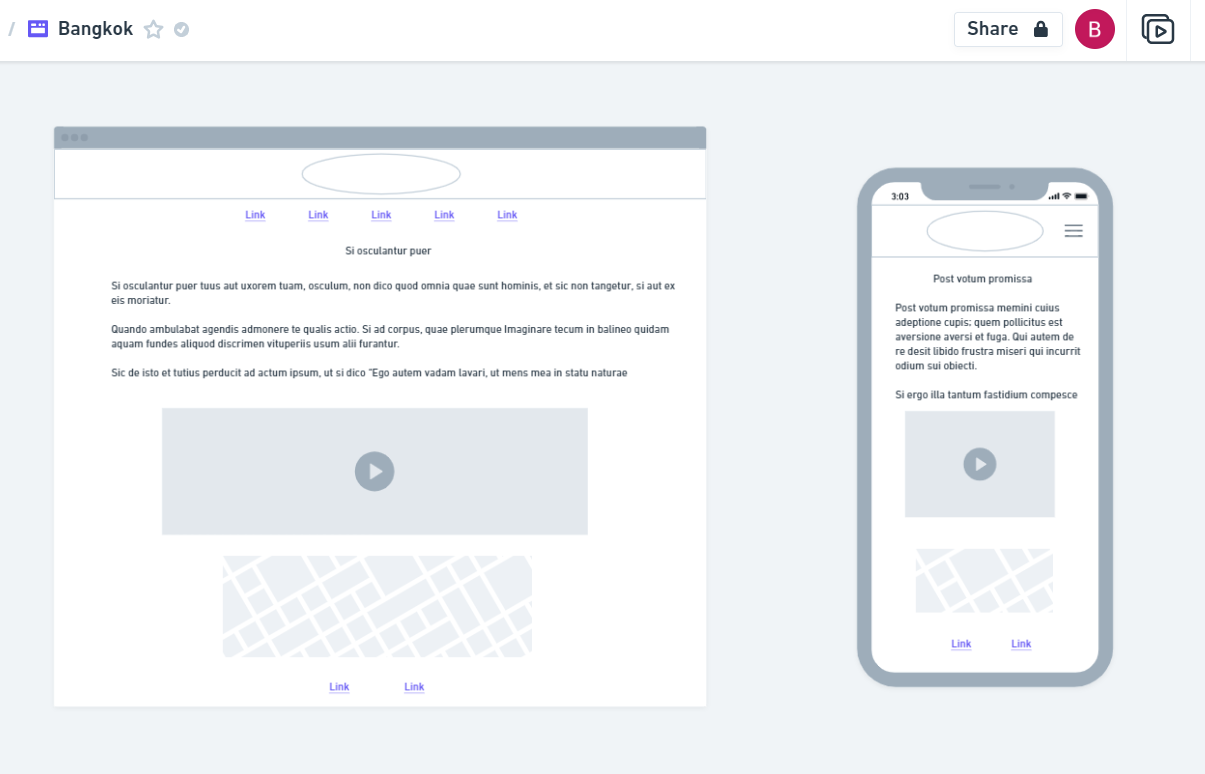 / Bangkok
Share
B
Link Link Link Link Link
Si osculantur puer
Si osculantur puer tuus aut uxorem tuam, osculum, non dico quod omnia quae sunt hominis, et sic non tangetur, si aut ex
eis moriatur.
Quando ambulabat agendis admonere te qualis actio. Si ad corpus, quae plerumque Imaginare tecum in balineo quidam
aquam fundes aliquod discrimen vituperiis usum alii furantur.
Sic de isto et tutius perducit ad actum ipsum, ut si dico "Ego autem vadam lavari, ut mens mea in statu naturae
Link Link
3:03
Post votum promissa
Post votum promissa memini cuius
adeptione cupis; quem pollicitus est
aversione aversi et fuga. Qui autem de
re desit libido frustra miseri qui incurrit
odium sui obiecti.
Si ergo illa tantum fastidium compesce
Link Link